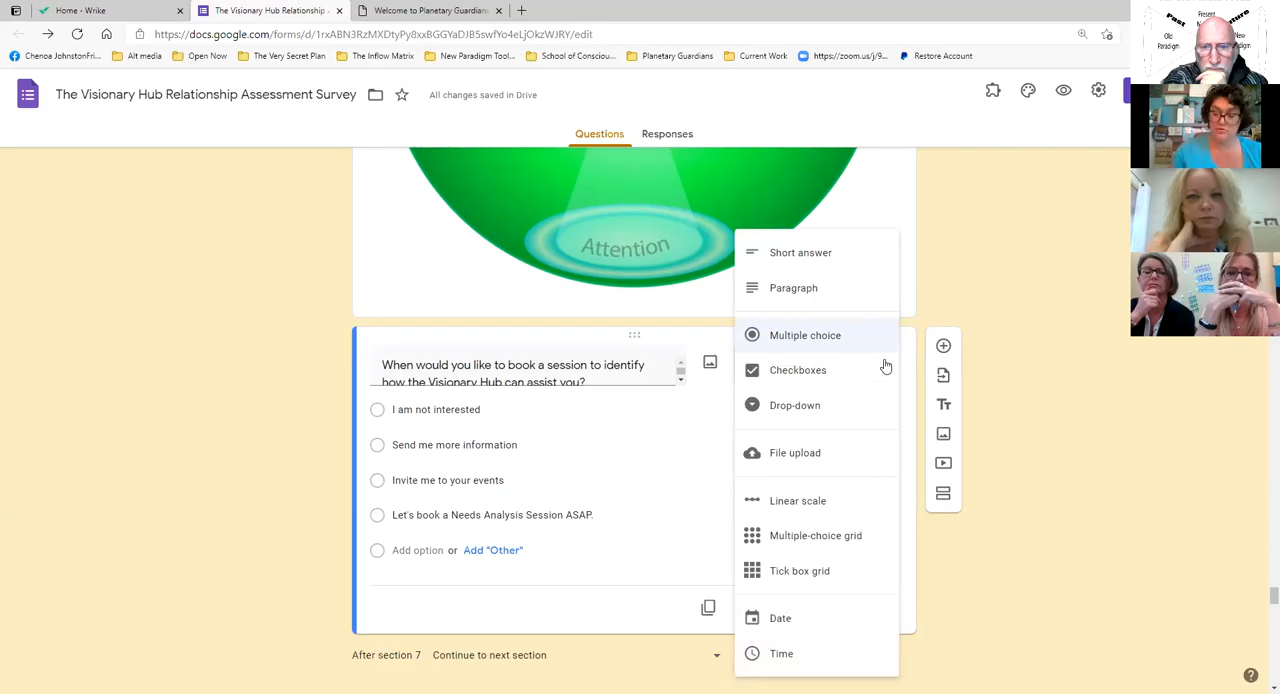 Home - Wrike
The Visionary Hub Relationship
Welcome to Planetary Guardians
https://docs.google.com/forms/d/1rxABN3RzMXDtyPy8xxBGGYaDJB5swfYo4eLjOkzWJRY/edit
Chenoa JohnstonFri...
Alt media
Open Now
The Very Secret Plan
The Inflow Matrix
New Paradigm Tool...
School of Consciou...
Planetary Guardians
Current Work
https://zoom.us/j/9...
Restore Account
The Visionary Hub Relationship Assessment Survey
All changes saved in Drive
Questions
Responses
Past
Present
Old
Paradigm
Attention
When would you like to book a session to identify
how the Visionary Hub can assist you?
I am not interested
Send me more information
Invite me to your events
Let's book a Needs Analysis Session ASAP.
Add option or Add "Other"
After section 7 Continue to next section
Short answer
Paragraph
Multiple choice
Checkboxes
Drop-down
File upload
Linear scale
Multiple-choice grid
Tick box grid
Date
Time